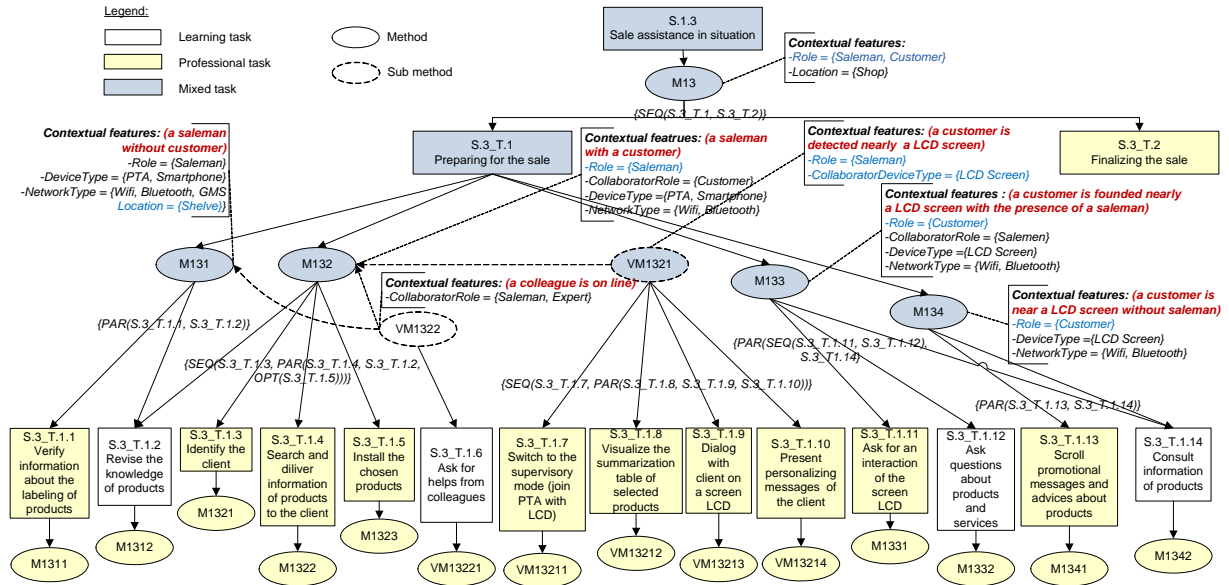 Legend:
Learning task
Professional task
Mixed task
Method
Sub method
S.1.3
Sale assistance in situation
M13
Contextual features:
-Role = {Saleman, Customer}
-Location = {Shop}
{SEQ(S.3_T.1, S.3_T.2)}
S.3_T.1
Preparing for the sale
S.3_T.2
Finalizing the sale
Contextual features: (a saleman
without customer)
-Role = {Saleman}
-DeviceType = {PTA, Smartphone}
-NetworkType = {Wifi, Bluetooth, GMS
Location = {Shelve}}
Contextual featrues: (a saleman
with a customer)
-Role = {Saleman}
-CollaboratorRole = {Customer}
-DeviceType = {PTA, Smartphone}
-NetworkType = {Wifi, Bluetooth}
Contextual features: (a customer is
detected nearly a LCD screen)
-Role = {Saleman}
-CollaboratorDeviceType = {LCD Screen}
Contextual features : (a customer is founded nearly
a LCD screen with the presence of a saleman)
-Role = {Customer}
-CollaboratorRole = {Salemen}
-DeviceType = {LCD Screen}
-NetworkType = {Wifi, Bluetooth}
M131
M132
VM1321
M133
M134
Contextual features: (a colleague is on line)
-CollaboratorRole = {Saleman, Expert}
VM1322
Contextual features: (a customer is
near a LCD screen without saleman)
-Role = {Customer}
-DeviceType = {LCD Screen}
-NetworkType = {Wifi, Bluetooth}
{PAR(S.3_T.1.1, S.3_T.1.2)}
{SEQ(S.3_T.1.3, PAR(S.3_T.1.4, S.3_T.1.2,
OPT(S.3_T.1.5)))}
{SEQ(S.3_T.1.7, PAR(S.3_T.1.8, S.3_T.1.9, S.3_T.1.10))}
{PAR(SEQ(S.3_T.1.11, S.3_T.1.12),
S.3_T1.14}
{PAR(S.3_T.1.13, S.3_T.1.14)}
S.3_T.1.1
Verify
information
about the
labeling of
products
S.3_T.1.2
Revise the
knowledge
of products
S.3_T.1.3
Identify the
client
S.3_T.1.4
Search and
diliver
information
of products
to the client
S.3_T.1.5
Install the
chosen
products
S.3_T.1.6
Ask for
helps from
colleagues
S.3_T.1.7
Switch to the
supervisory
mode (join
PTA with
LCD)
S.3_T.1.8
Visualize the
summarization
table of
selected
products
S.3_T.1.9
Dialog
with client
on a
screen
LCD
S.3_T.1.10
Present
personalizing
messages of
the client
S.3_T.1.11
Ask for an
interaction
of the
screen
LCD
S.3_T.1.12
Ask
questions
about
products
and
services
S.3_T.1.13
Scroll
promotional
messages and
advices about
products
S.3_T.1.14
Consult
information
of products
M1311
M1312
M1321
M1322
M1323
VM13221
VM13211
VM13212
VM13213
VM13214
M1331
M1332
M1341
M1342